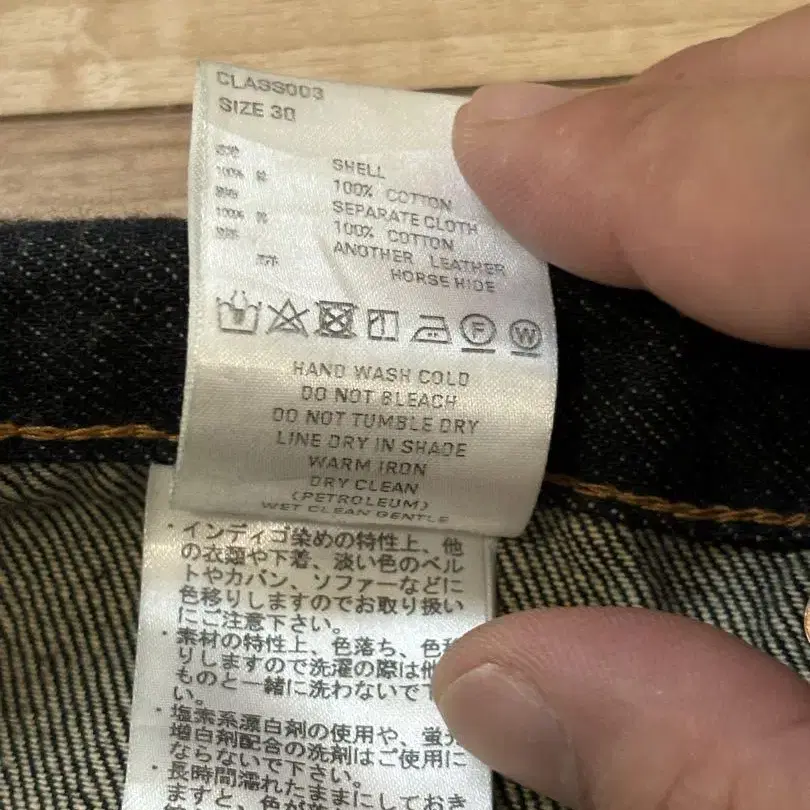 CLASS003
SIZE 30
SHELL
100%
100% COTTON
SEPARATE CLOTH
100%
100% COTTON
ANOTHER LEATHER
HORSE HIDE
F
W
HAND WASH COLD
DO NOT BLEACH
DO NOT TUMBLE DRY
LINE DRY IN SHADE
WARM IRON
DRY CLEAN
(PETROLEUM)
WET CLEAN GENTLE
・インディゴ染めの特性上、他
の衣類や下着、淡い色のベル
トやカバン、ソファーなどに
色移りしますのでお取り扱い
にご注意下さい。
・素材の特性上、色落ち、色移
りしますので洗濯の際は他
ものと一緒に洗わないで下
い。
・塩素系漂白剤の使用や、蛍光
増白剤配合の洗剤はご使用に
ならないで下さい。
・長時間濡れたままにしておき
ますと、色が